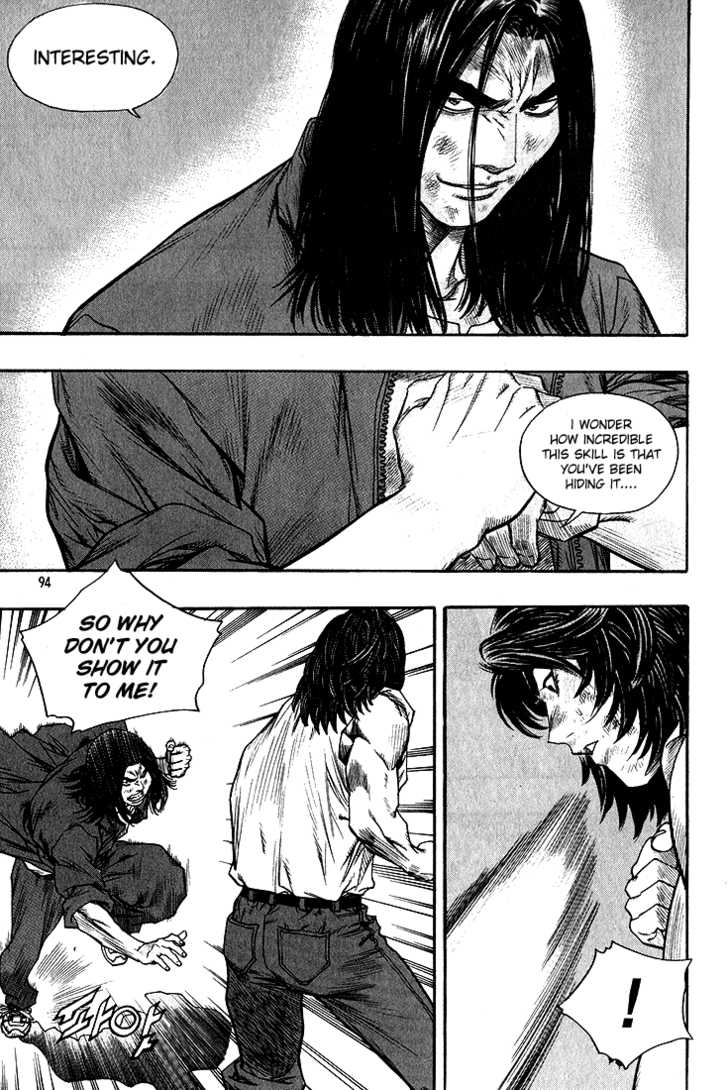 INTERESTING.
I WONDER
HOW INCREDIBLE
THIS SKILL IS THAT
YOU'VE BEEN
HIDING IT....
94
SO WHY
DON'T YOU
SHOW IT
TO ME!
!